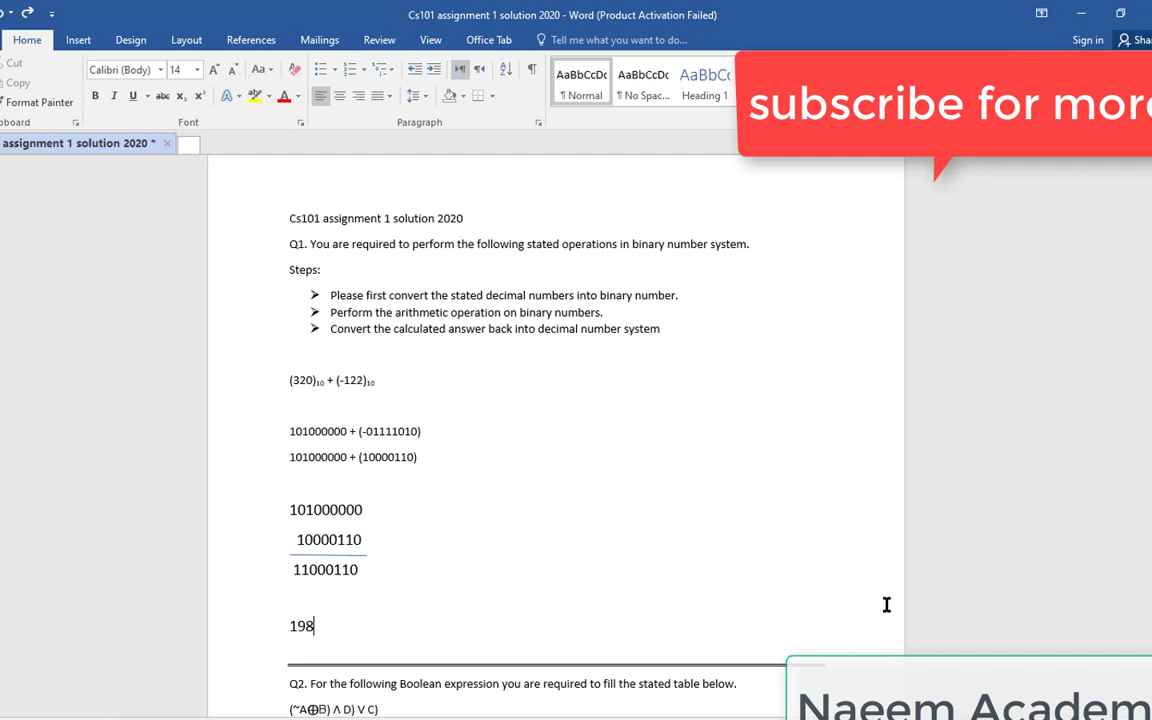 Cs101 assignment 1 solution 2020 - Word (Product Activation Failed)
Home Insert Design Layout References Mailings Review View Office Tab Tell me what you want to do... Sign in Shar
Cut
Copy
Format Painter
Calibri (Body) 14
AaBbCcDc AaBbCcDc AaBbCc
¶ Normal ¶ No Spac... Heading 1
pboard Font Paragraph
subscribe for more
assignment 1 solution 2020 *
Cs101 assignment 1 solution 2020
Q1. You are required to perform the following stated operations in binary number system.
Steps:
Please first convert the stated decimal numbers into binary number.
Perform the arithmetic operation on binary numbers.
Convert the calculated answer back into decimal number system
(320)₁₀ + (-122)₁₀
101000000 + (-01111010)
101000000 + (10000110)
101000000
10000110
11000110
198
Q2. For the following Boolean expression you are required to fill the stated table below.
(~A⊕B) Λ D) V C)
Naeem Academ